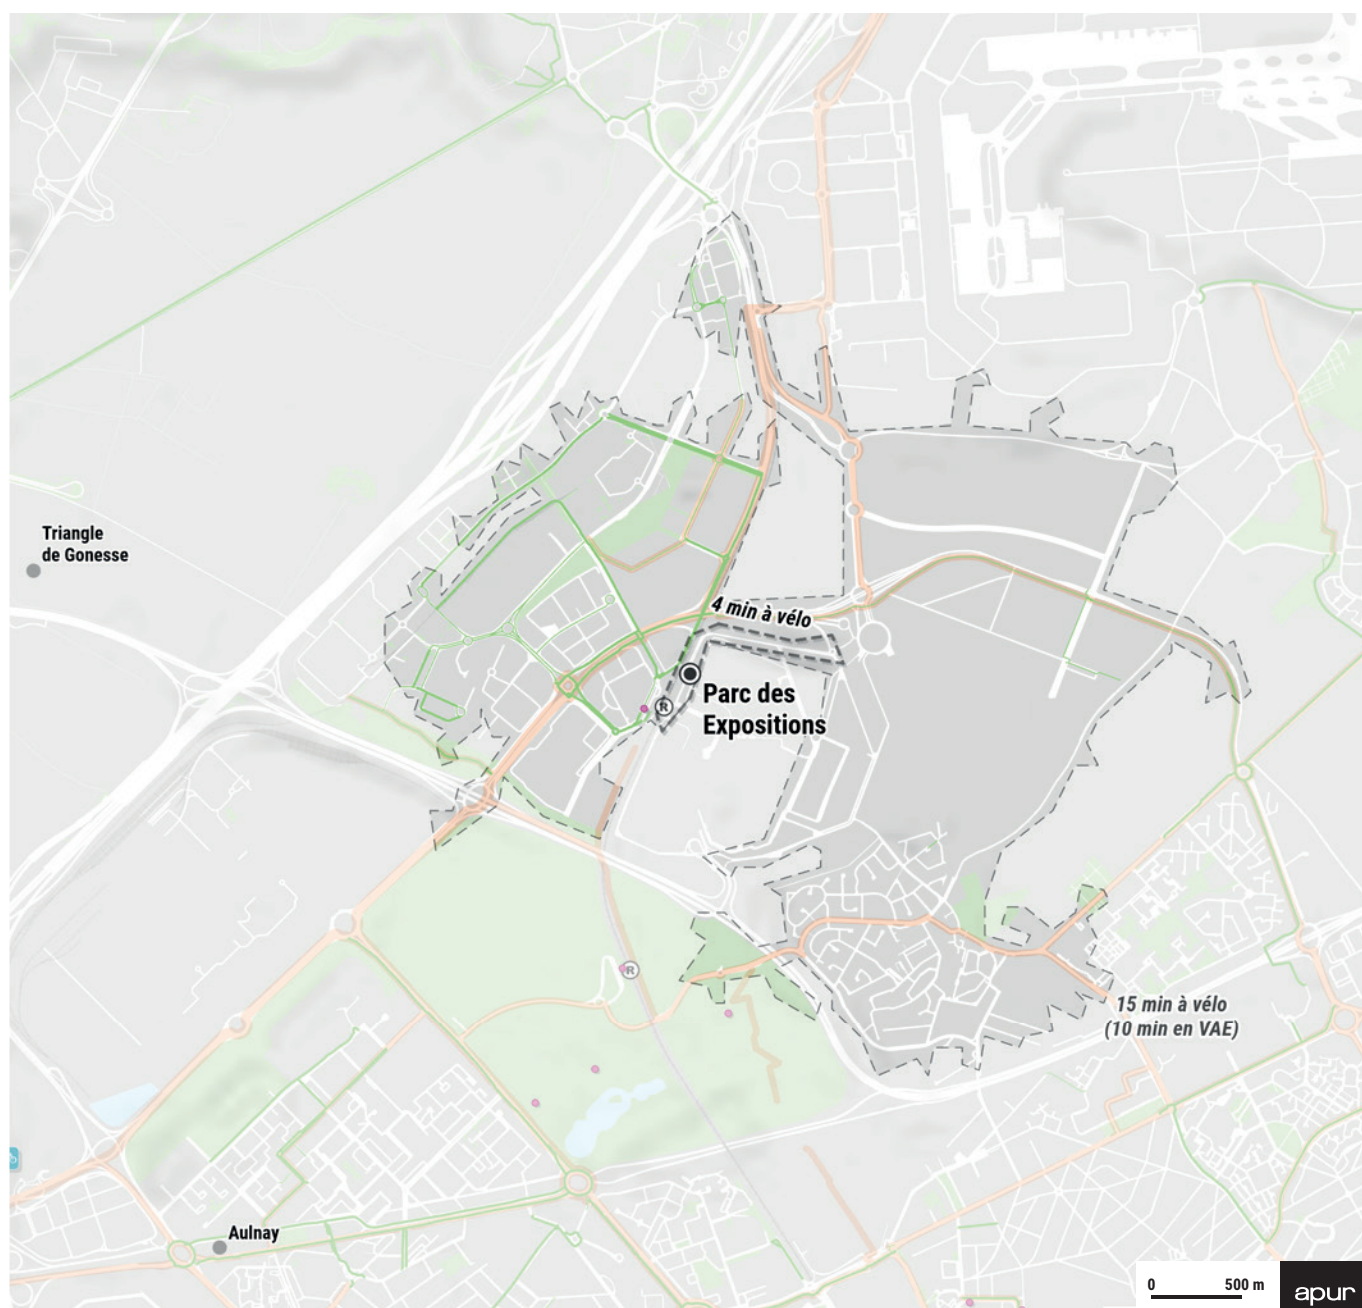 Triangle
de Gonesse
4 min à vélo
Parc des
Expositions
R
R
15 min à vélo
(10 min en VAE)
Aulnay
0 500 m
apur